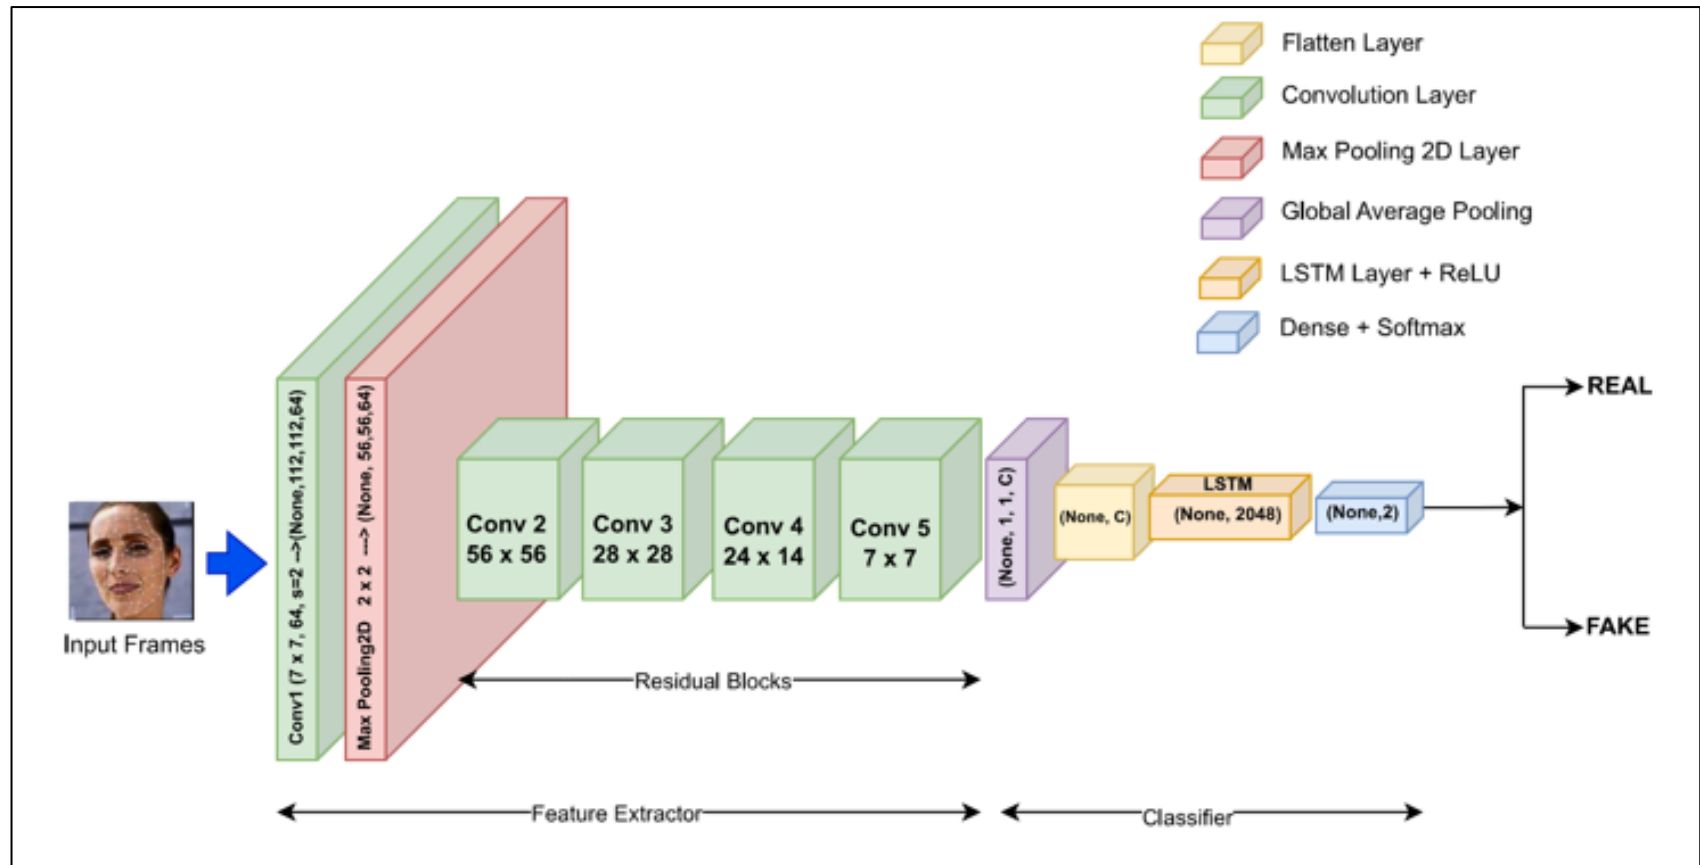 Flatten Layer
Convolution Layer
Max Pooling 2D Layer
Global Average Pooling
LSTM Layer + ReLU
Dense + Softmax
Input Frames
Conv1 (7 x 7, 64, s=2 -->(None,112,112,64)
Max Pooling2D 2 x 2 ---> (None, 56,56,64)
Conv 2
56 x 56
Conv 3
28 x 28
Conv 4
24 x 14
Conv 5
7 x 7
(None, 1, 1, C)
(None, C)
LSTM
(None, 2048)
(None,2)
REAL
FAKE
Residual Blocks
Feature Extractor
Classifier